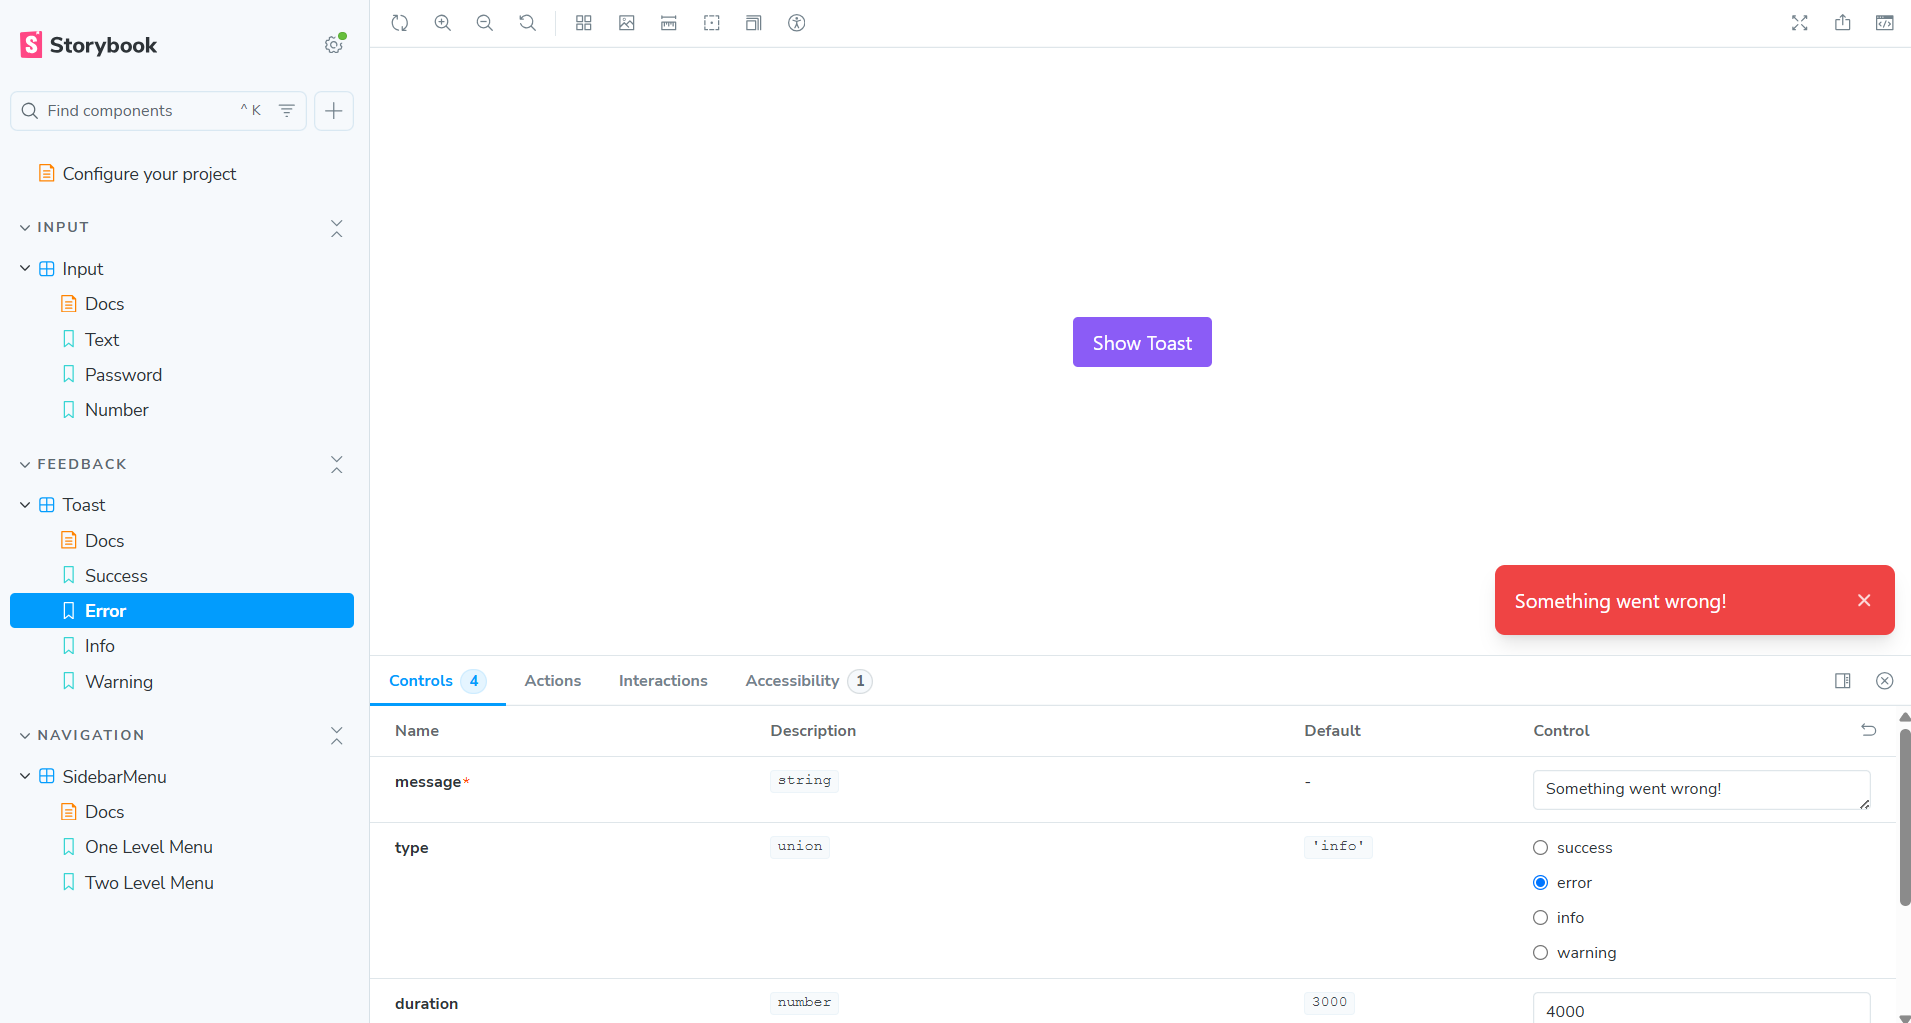 Storybook
Find components ^ K
Configure your project
INPUT
Input
Docs
Text
Password
Number
FEEDBACK
Toast
Docs
Success
Error
Info
Warning
NAVIGATION
SidebarMenu
Docs
One Level Menu
Two Level Menu
Show Toast
Something went wrong!
Controls 4 Actions Interactions Accessibility 1
Name Description Default Control
message* string - Something went wrong!
type union 'info' success
error
info
warning
duration number 3000 4000